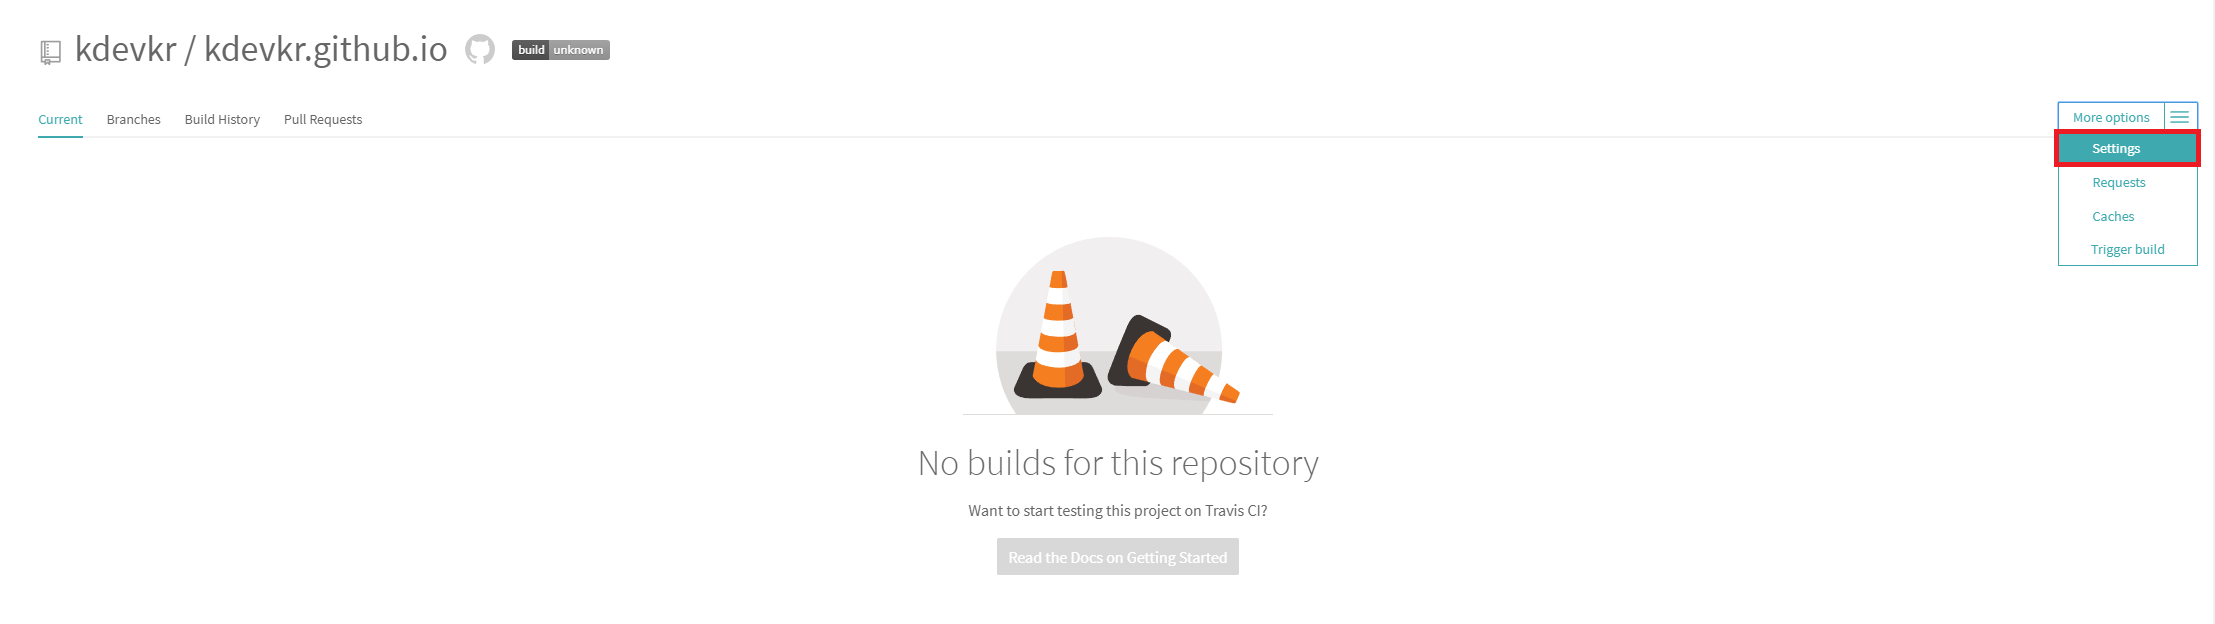 kdevkr / kdevkr.github.io build unknown
Current Branches Build History Pull Requests More options
Settings
Requests
Caches
Trigger build
No builds for this repository
Want to start testing this project on Travis CI?
Read the Docs on Getting Started